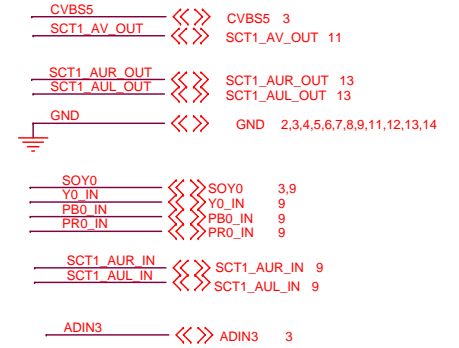 CVBS5 CVBS5 3
SCT1_AV_OUT SCT1_AV_OUT 11
SCT1_AUR_OUT SCT1_AUR_OUT 13
SCT1_AUL_OUT SCT1_AUL_OUT 13
GND GND 2,3,4,5,6,7,8,9,11,12,13,14
SOY0 SOY0 3,9
Y0_IN Y0_IN 9
PB0_IN PB0_IN 9
PR0_IN PR0_IN 9
SCT1_AUR_IN SCT1_AUR_IN 9
SCT1_AUL_IN SCT1_AUL_IN 9
ADIN3 ADIN3 3